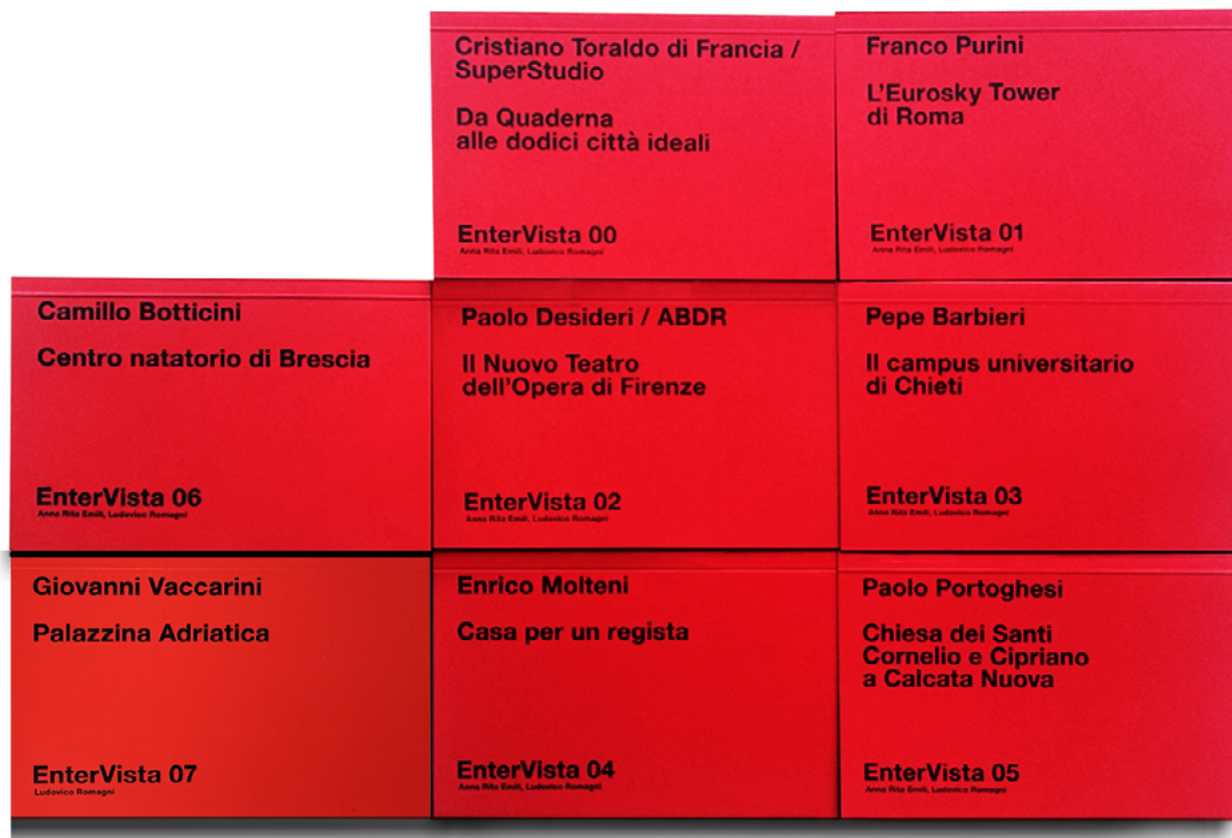 Cristiano Toraldo di Francia /
SuperStudio
Da Quaderna
alle dodici città ideali
EnterVista 00
Anna Rita Emili, Ludovico Romagni
Franco Purini
L'Eurosky Tower
di Roma
EnterVista 01
Anna Rita Emili, Ludovico Romagni
Camillo Botticini
Centro natatorio di Brescia
EnterVista 06
Anna Rita Emili, Ludovico Romagni
Paolo Desideri / ABDR
Il Nuovo Teatro
dell'Opera di Firenze
EnterVista 02
Anna Rita Emili, Ludovico Romagni
Pepe Barbieri
Il campus universitario
di Chieti
EnterVista 03
Anna Rita Emili, Ludovico Romagni
Giovanni Vaccarini
Palazzina Adriatica
EnterVista 07
Ludovico Romagni
Enrico Molteni
Casa per un regista
EnterVista 04
Anna Rita Emili, Ludovico Romagni
Paolo Portoghesi
Chiesa dei Santi
Cornelio e Cipriano
a Calcata Nuova
EnterVista 05
Anna Rita Emili, Ludovico Romagni